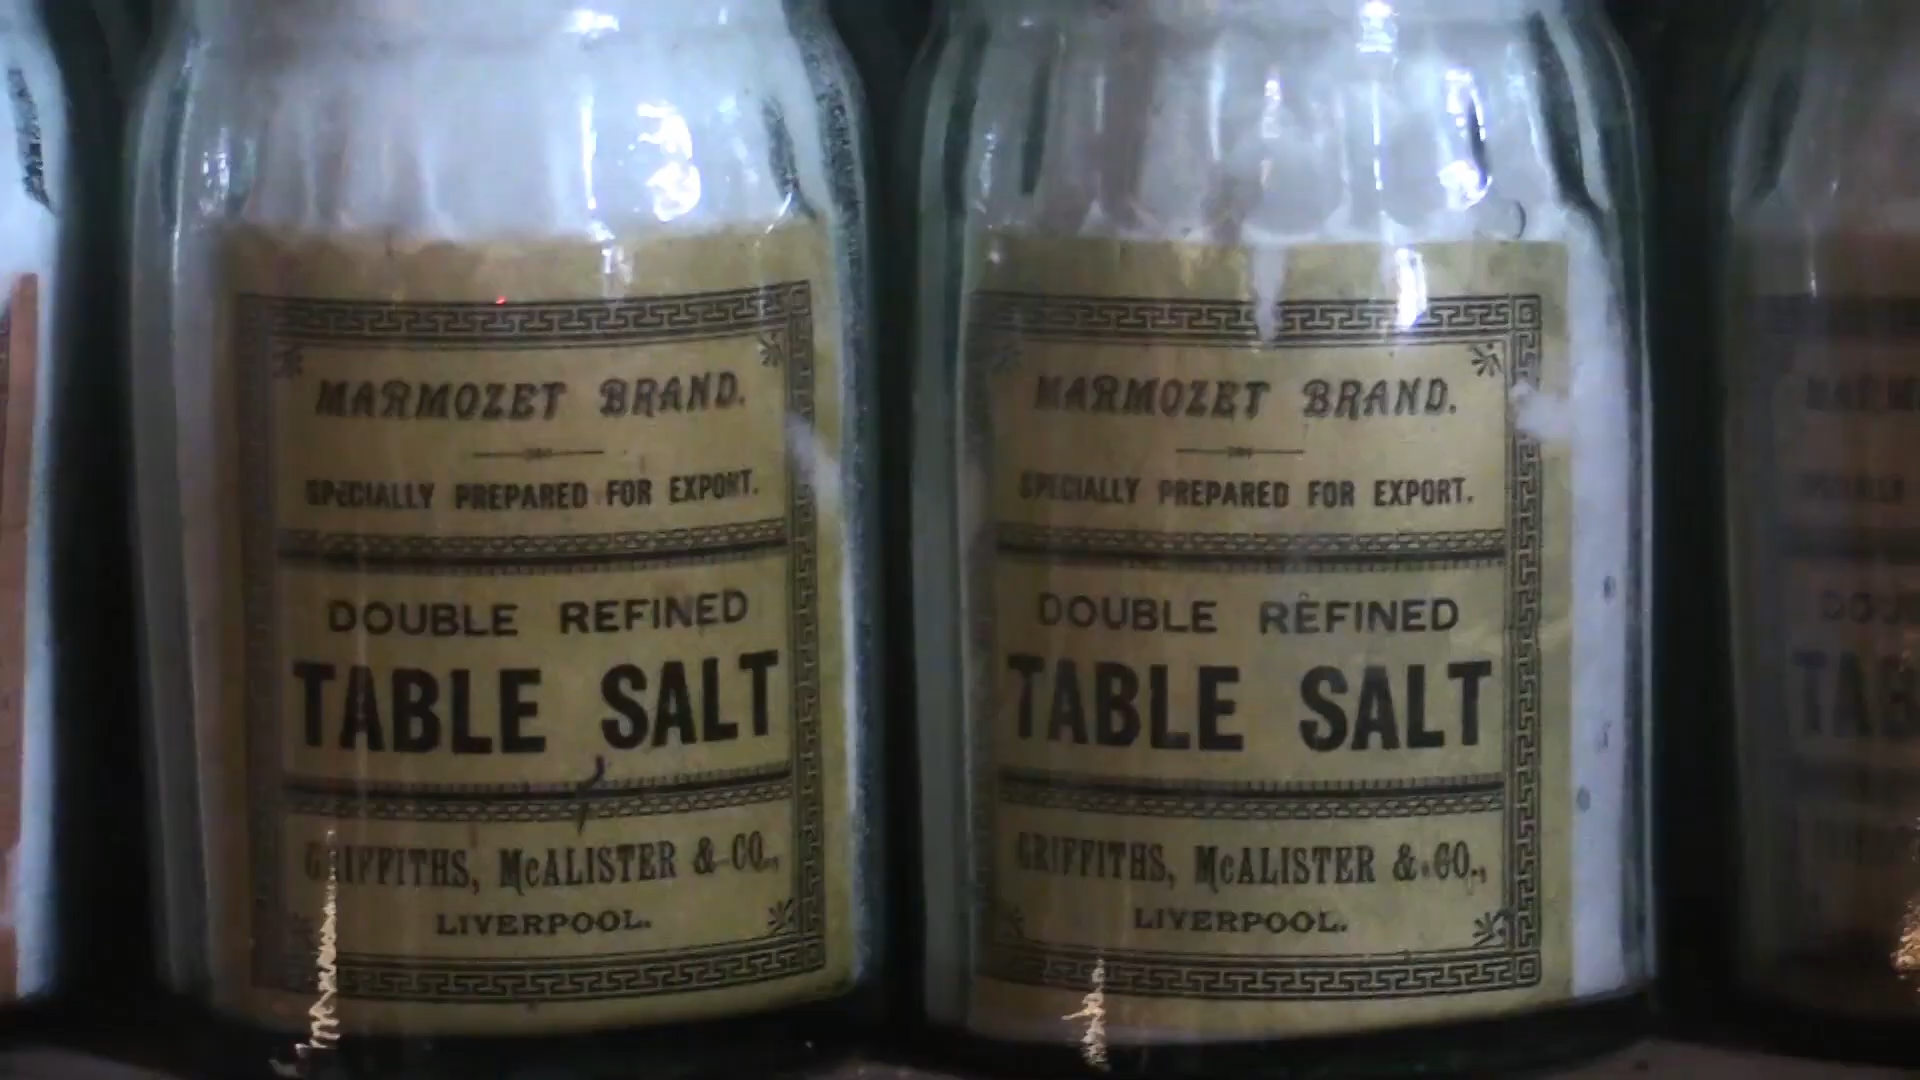 MARMOZET BRAND.
SPECIALLY PREPARED FOR EXPORT.
DOUBLE REFINED
TABLE SALT
GRIFFITHS, McALISTER & CO.,
LIVERPOOL.
MARMOZET BRAND.
SPECIALLY PREPARED FOR EXPORT.
DOUBLE REFINED
TABLE SALT
GRIFFITHS, McALISTER & CO.,
LIVERPOOL.